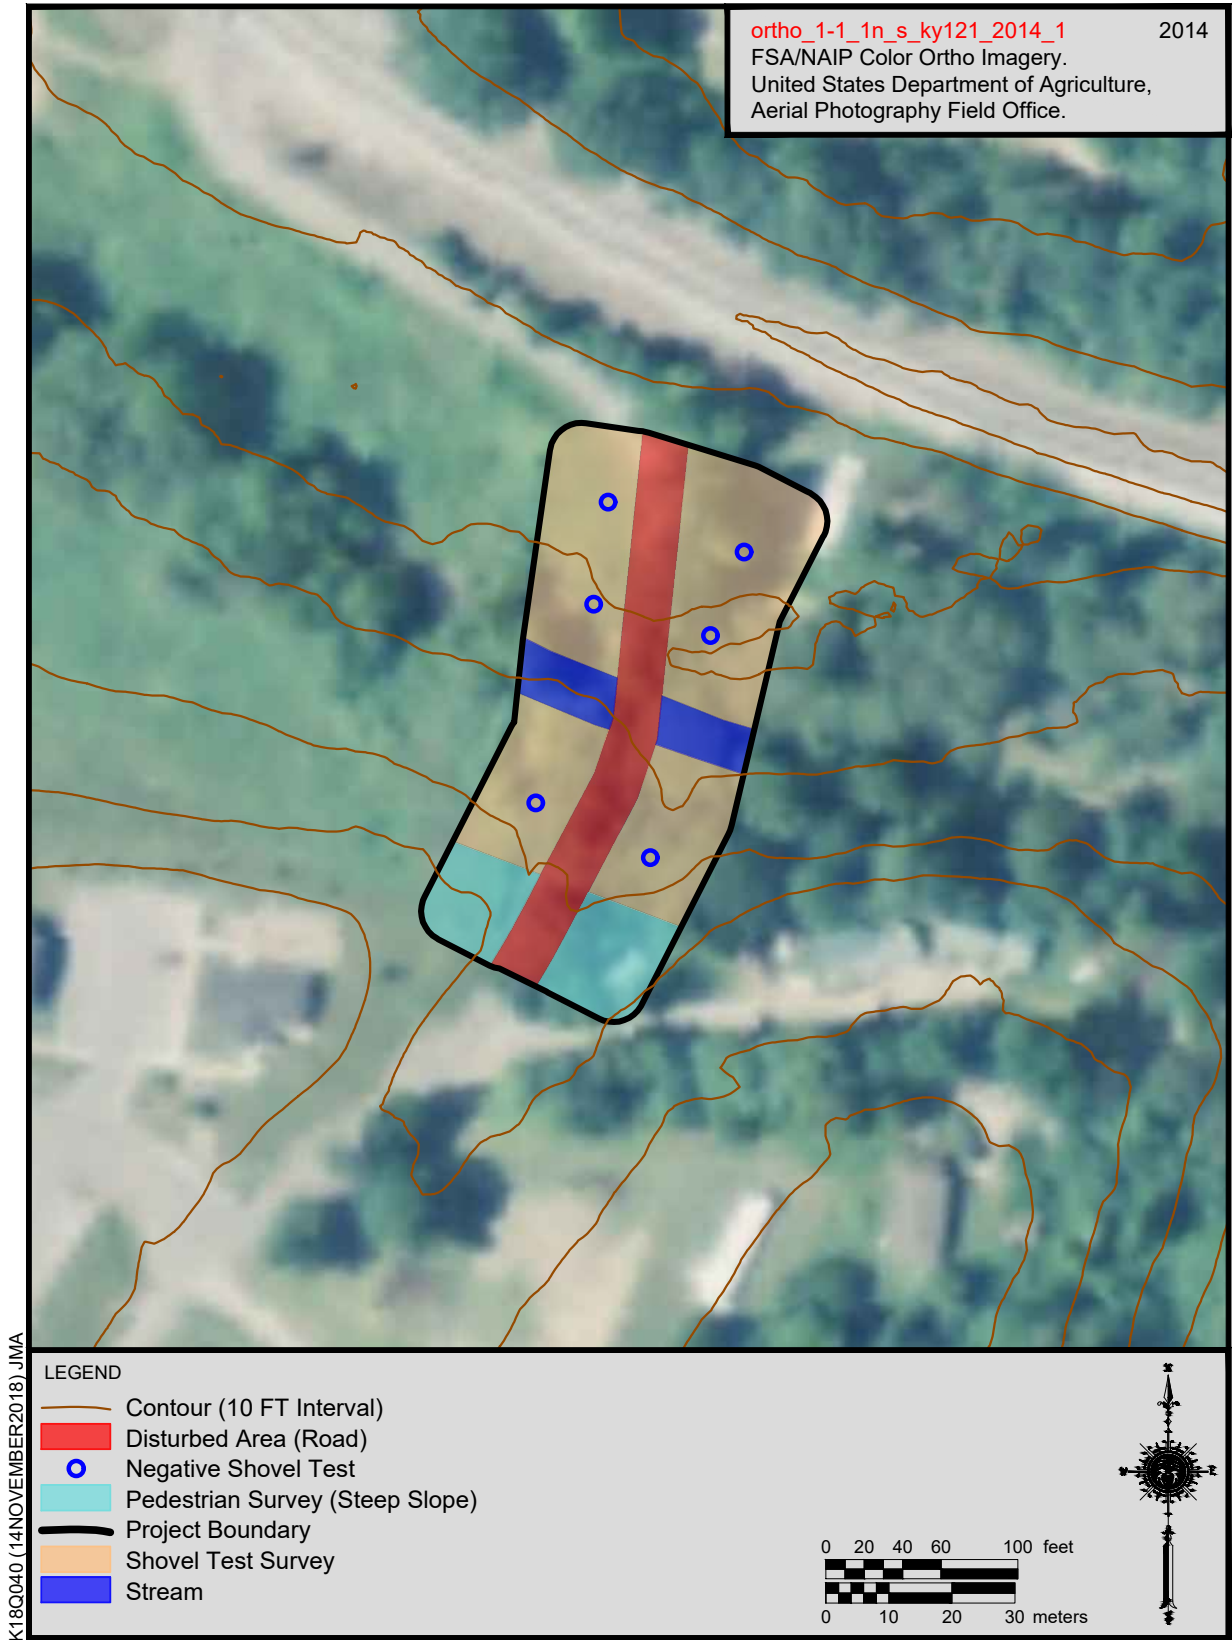 ortho_1-1_1n_s_ky121_2014_1 2014
FSA/NAIP Color Ortho Imagery.
United States Department of Agriculture,
Aerial Photography Field Office.
K18Q040 (14NOVEMBER2018) JMA
LEGEND
Contour (10 FT Interval)
Disturbed Area (Road)
Negative Shovel Test
Pedestrian Survey (Steep Slope)
Project Boundary
Shovel Test Survey
Stream
0 20 40 60 100 feet
0 10 20 30 meters